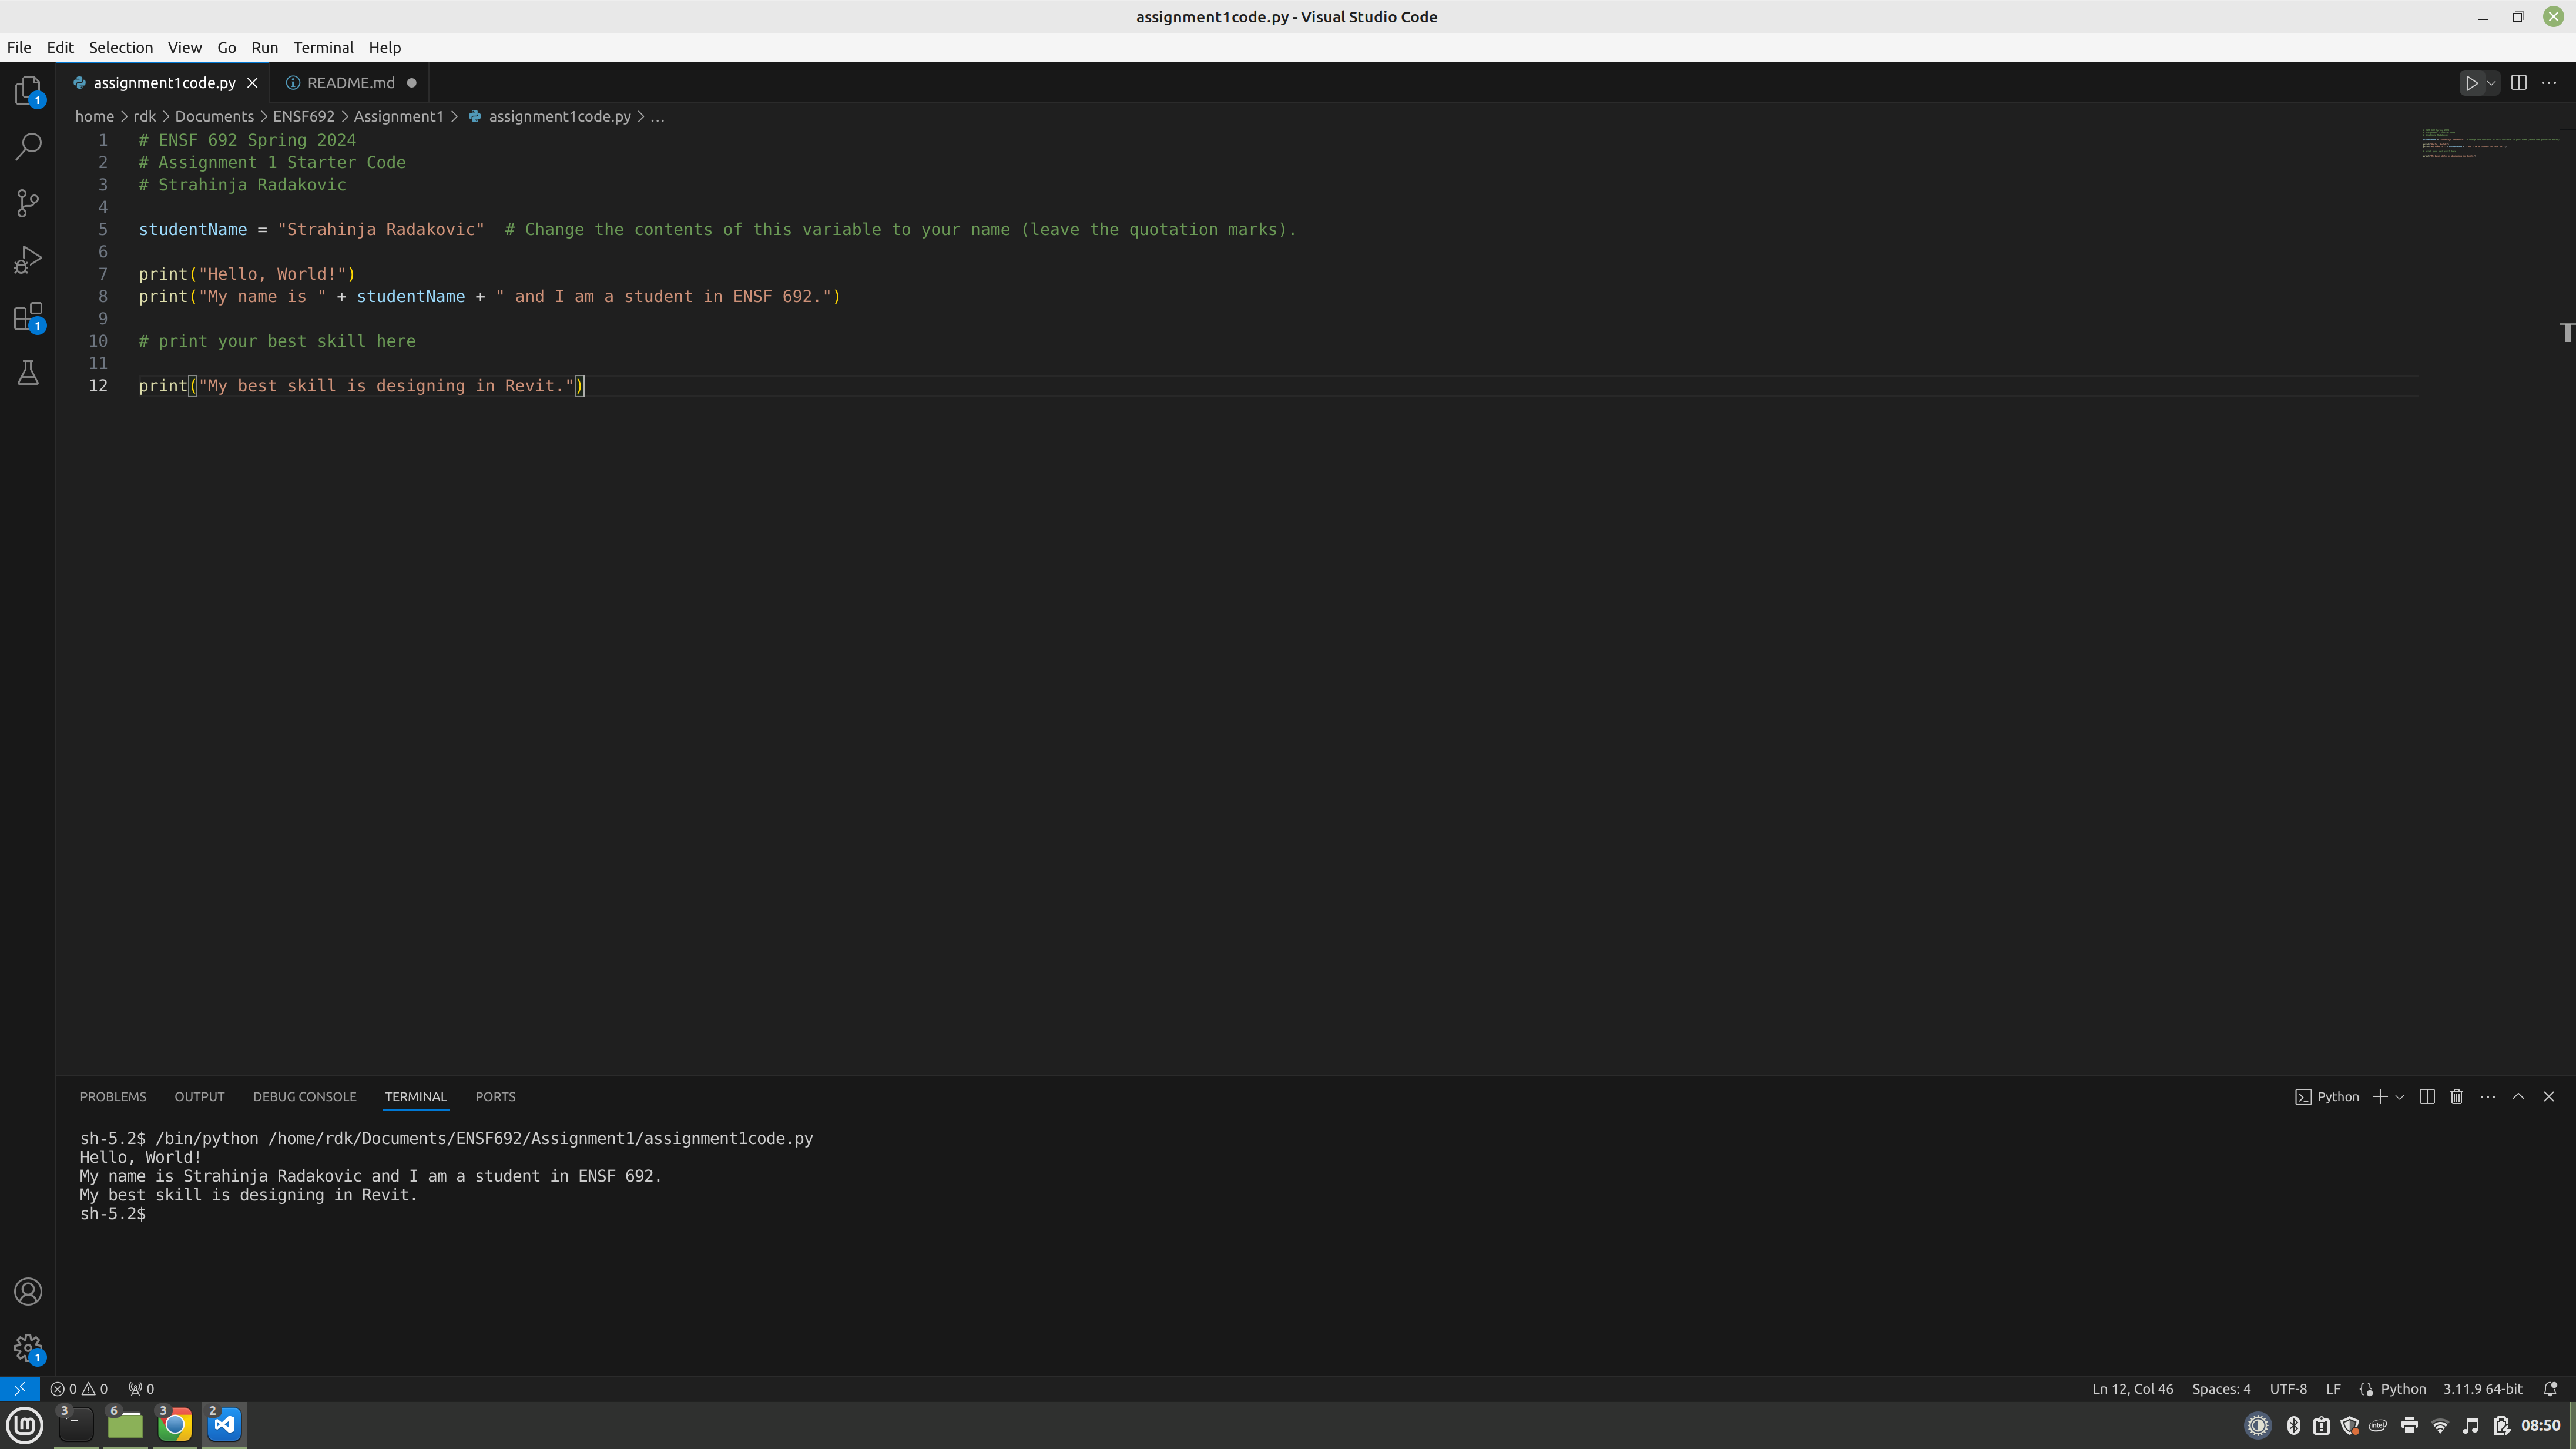 assignment1code.py - Visual Studio Code
File Edit Selection View Go Run Terminal Help
assignment1code.py README.md
home > rdk > Documents > ENSF692 > Assignment1 > assignment1code.py > ...
1 # ENSF 692 Spring 2024
2 # Assignment 1 Starter Code
3 # Strahinja Radakovic
4
5 studentName = "Strahinja Radakovic"  # Change the contents of this variable to your name (leave the quotation marks).
6
7 print("Hello, World!")
8 print("My name is " + studentName + " and I am a student in ENSF 692.")
9
10 # print your best skill here
11
12 print("My best skill is designing in Revit.")
1
1
PROBLEMS OUTPUT DEBUG CONSOLE TERMINAL PORTS Python
sh-5.2$ /bin/python /home/rdk/Documents/ENSF692/Assignment1/assignment1code.py
Hello, World!
My name is Strahinja Radakovic and I am a student in ENSF 692.
My best skill is designing in Revit.
sh-5.2$
1
0 0 0 Ln 12, Col 46 Spaces: 4 UTF-8 LF Python 3.11.9 64-bit
3 6 3 2 intel 08:50